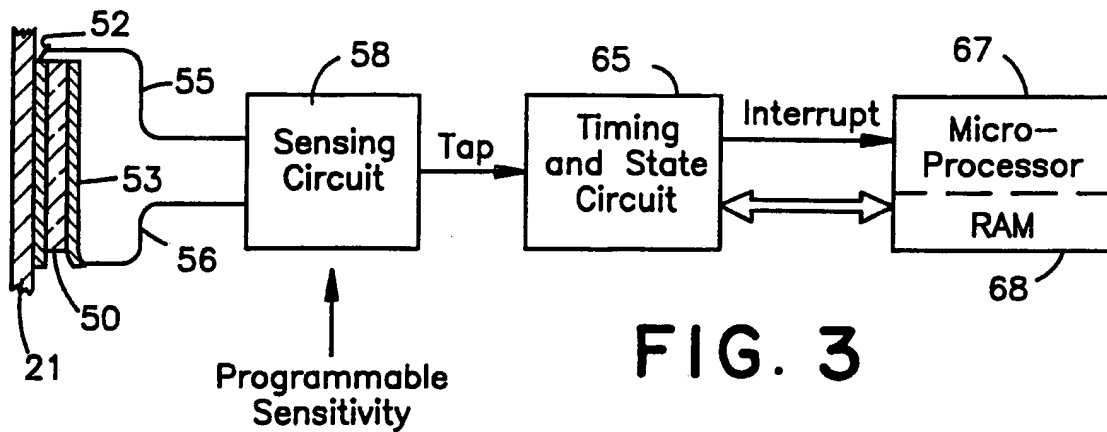 52
55
58
65
67
Sensing
Circuit
Tap
Timing
and State
Circuit
Interrupt
Micro-
Processor
RAM
53
56
50
21
68
Programmable
Sensitivity
FIG. 3